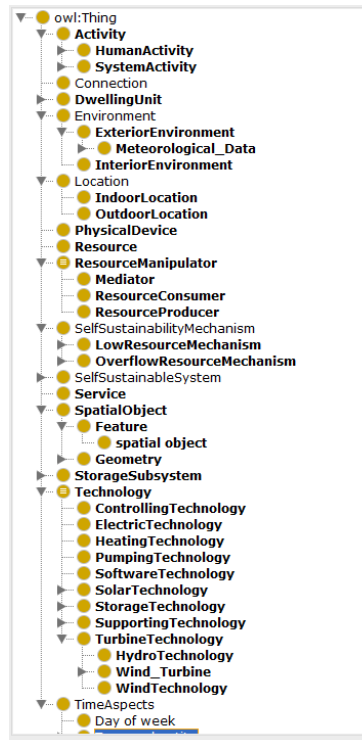 owl:Thing
Activity
HumanActivity
SystemActivity
Connection
DwellingUnit
Environment
ExteriorEnvironment
Meteorological_Data
InteriorEnvironment
Location
IndoorLocation
OutdoorLocation
PhysicalDevice
Resource
ResourceManipulator
Mediator
ResourceConsumer
ResourceProducer
SelfSustainabilityMechanism
LowResourceMechanism
OverflowResourceMechanism
SelfSustainableSystem
Service
SpatialObject
Feature
spatial object
Geometry
StorageSubsystem
Technology
ControllingTechnology
ElectricTechnology
HeatingTechnology
PumpingTechnology
SoftwareTechnology
SolarTechnology
StorageTechnology
SupportingTechnology
TurbineTechnology
HydroTechnology
Wind_Turbine
WindTechnology
TimeAspects
Day of week